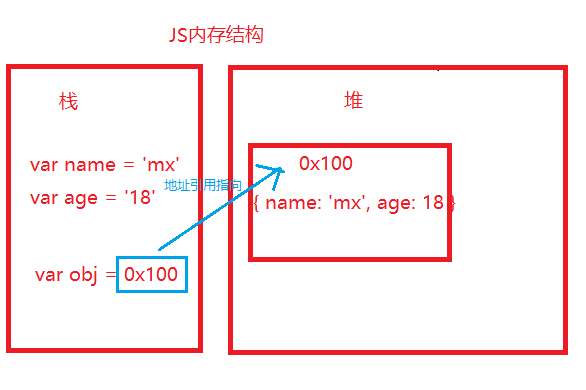 JS内存结构
栈
var name = 'mx'
var age = '18'
var obj = 0x100
地址引用指向
堆
0x100
{ name: 'mx', age: 18 }